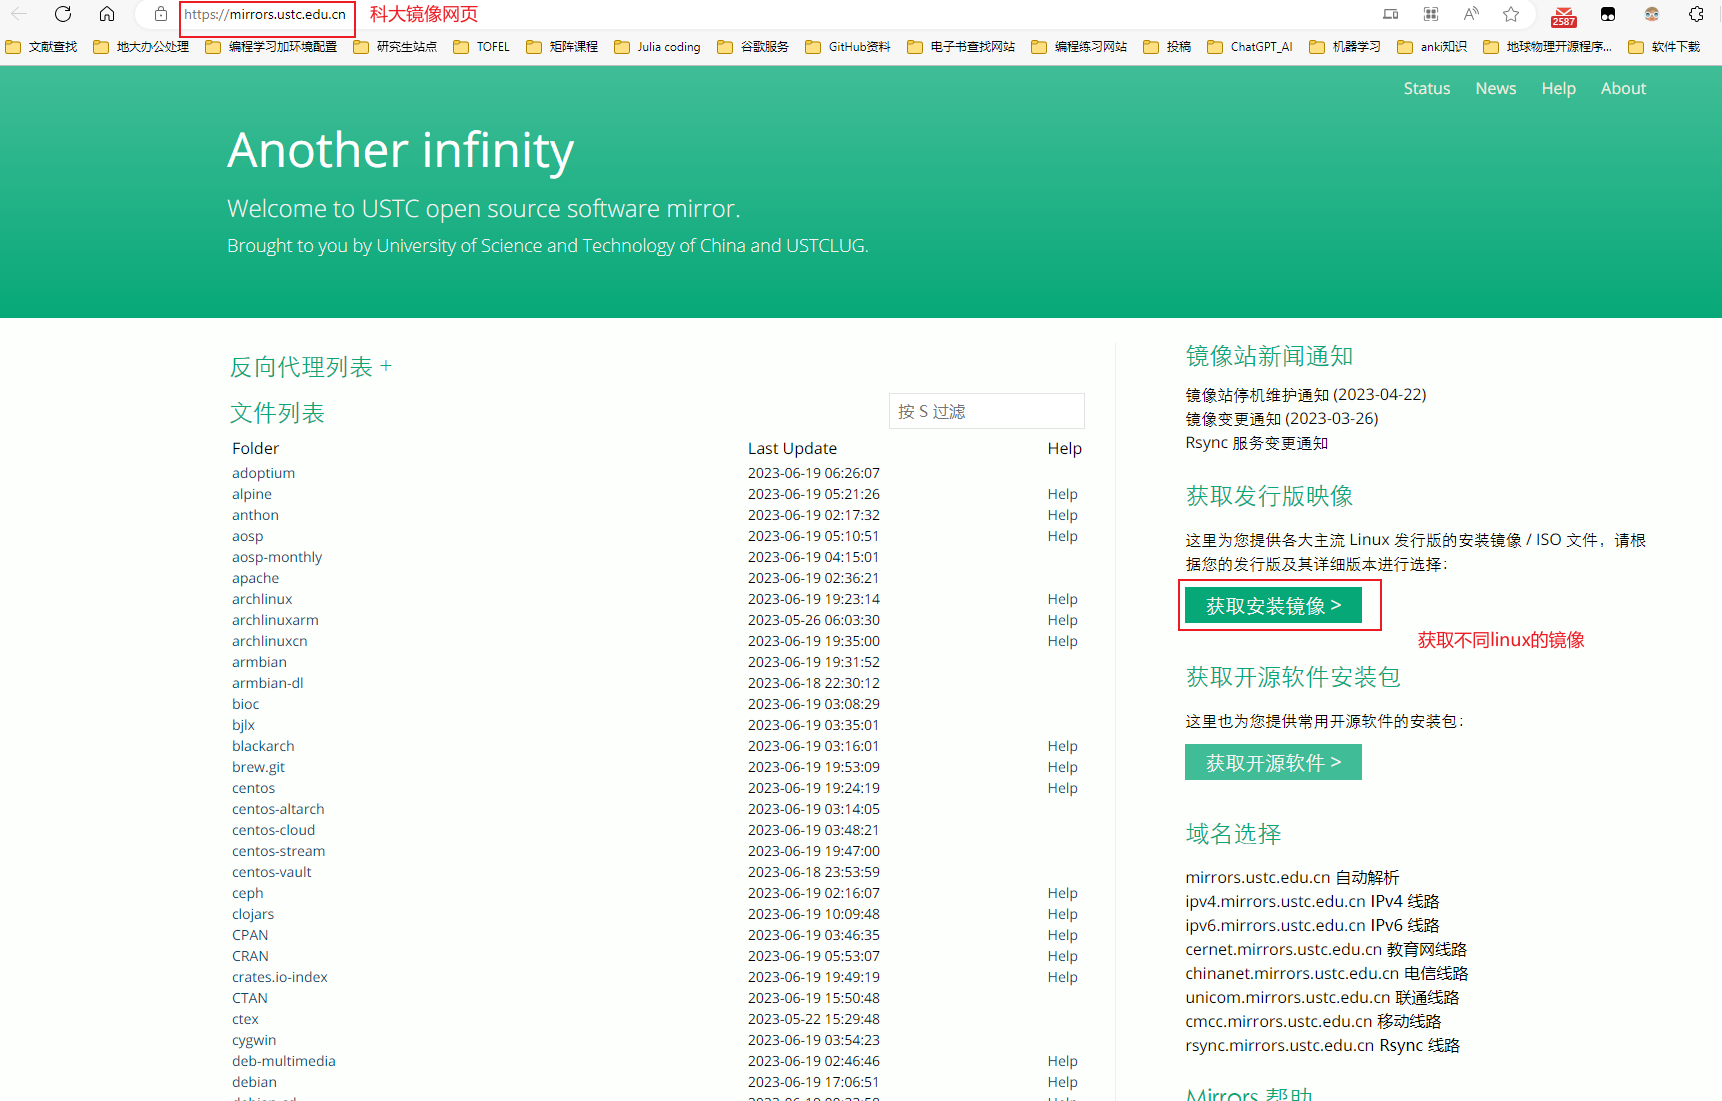 https://mirrors.ustc.edu.cn
科大镜像网页
2587
文献查找 地大办公处理 编程学习加环境配置 研究生站点 TOFEL 矩阵课程 Julia coding 谷歌服务 GitHub资料 电子书查找网站 编程练习网站 投稿 ChatGPT_AI 机器学习 anki知识 地球物理开源程序... 软件下载
Status News Help About
Another infinity
Welcome to USTC open source software mirror.
Brought to you by University of Science and Technology of China and USTCLUG.
反向代理列表 +
文件列表
按 S 过滤
Folder Last Update Help
adoptium 2023-06-19 06:26:07
alpine 2023-06-19 05:21:26 Help
anthon 2023-06-19 02:17:32 Help
aosp 2023-06-19 05:10:51 Help
aosp-monthly 2023-06-19 04:15:01
apache 2023-06-19 02:36:21
archlinux 2023-06-19 19:23:14 Help
archlinuxarm 2023-05-26 06:03:30 Help
archlinuxcn 2023-06-19 19:35:00 Help
armbian 2023-06-19 19:31:52
armbian-dl 2023-06-18 22:30:12
bioc 2023-06-19 03:08:29
bjlx 2023-06-19 03:35:01
blackarch 2023-06-19 03:16:01 Help
brew.git 2023-06-19 19:53:09 Help
centos 2023-06-19 19:24:19 Help
centos-altarch 2023-06-19 03:14:05
centos-cloud 2023-06-19 03:48:21
centos-stream 2023-06-19 19:47:00
centos-vault 2023-06-18 23:53:59
ceph 2023-06-19 02:16:07 Help
clojars 2023-06-19 10:09:48 Help
CPAN 2023-06-19 03:46:35 Help
CRAN 2023-06-19 05:53:07 Help
crates.io-index 2023-06-19 19:49:19 Help
CTAN 2023-06-19 15:50:48
ctex 2023-05-22 15:29:48
cygwin 2023-06-19 03:54:23
deb-multimedia 2023-06-19 02:46:46 Help
debian 2023-06-19 17:06:51 Help
镜像站新闻通知
镜像站停机维护通知 (2023-04-22)
镜像变更通知 (2023-03-26)
Rsync 服务变更通知
获取发行版映像
这里为您提供各大主流 Linux 发行版的安装镜像 / ISO 文件，请根
据您的发行版及其详细版本进行选择：
获取安装镜像 >
获取不同linux的镜像
获取开源软件安装包
这里也为您提供常用开源软件的安装包：
获取开源软件 >
域名选择
mirrors.ustc.edu.cn 自动解析
ipv4.mirrors.ustc.edu.cn IPv4 线路
ipv6.mirrors.ustc.edu.cn IPv6 线路
cernet.mirrors.ustc.edu.cn 教育网线路
chinanet.mirrors.ustc.edu.cn 电信线路
unicom.mirrors.ustc.edu.cn 联通线路
cmcc.mirrors.ustc.edu.cn 移动线路
rsync.mirrors.ustc.edu.cn Rsync 线路
Mirrors 帮助